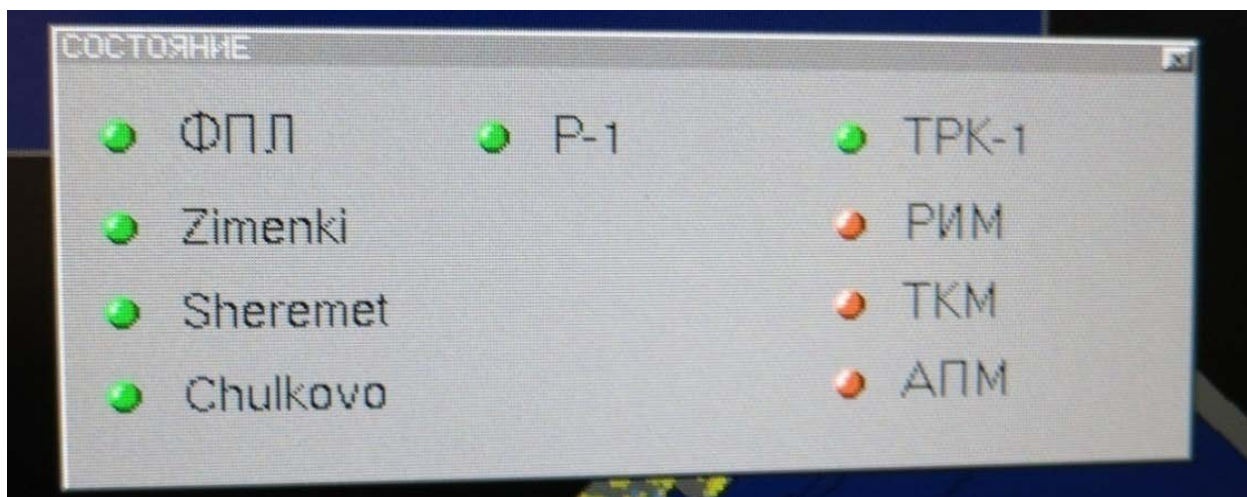 СОСТОЯНИЕ
ФПЛ Р-1 ТРК-1
Zimenki РИМ
Sheremet ТКМ
Chulkovo АПМ